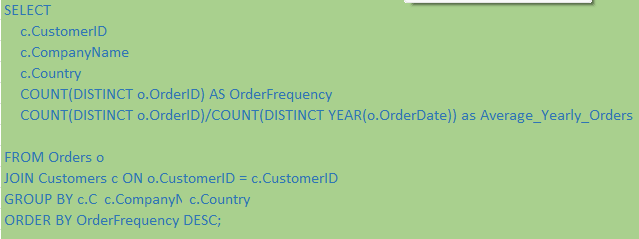 SELECT
c.CustomerID
c.CompanyName
c.Country
COUNT(DISTINCT o.OrderID) AS OrderFrequency
COUNT(DISTINCT o.OrderID)/COUNT(DISTINCT YEAR(o.OrderDate)) as Average_Yearly_Orders
FROM Orders o
JOIN Customers c ON o.CustomerID = c.CustomerID
GROUP BY c.C c.CompanyN c.Country
ORDER BY OrderFrequency DESC;